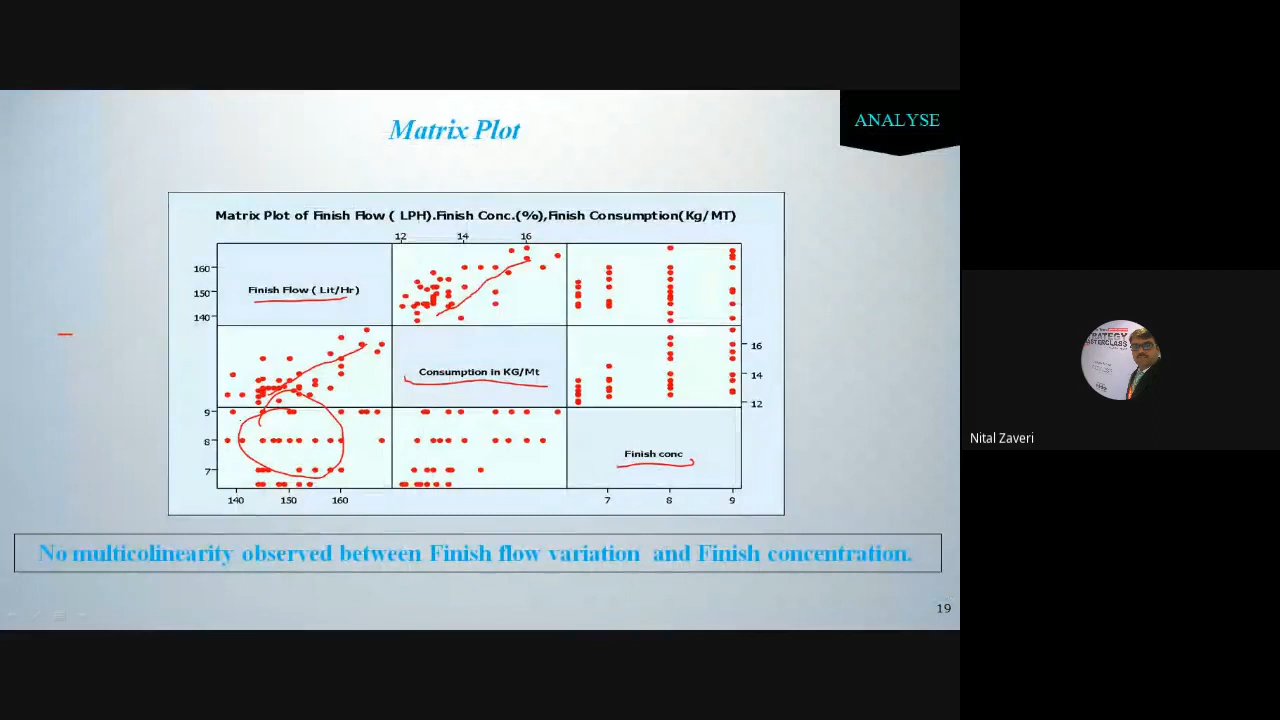 Matrix Plot
ANALYSE
Matrix Plot of Finish Flow ( LPH).Finish Conc.(%),Finish Consumption(Kg/MT)
12 14 16
160
150
140
Finish Flow ( Lit/Hr)
Consumption in KG/Mt
16
14
12
9
8
7
Finish conc
140 150 160
7 8 9
No multicolinearity observed between Finish flow variation and Finish concentration.
19
STRATEGY
MASTERCLASS
Nital Zaveri